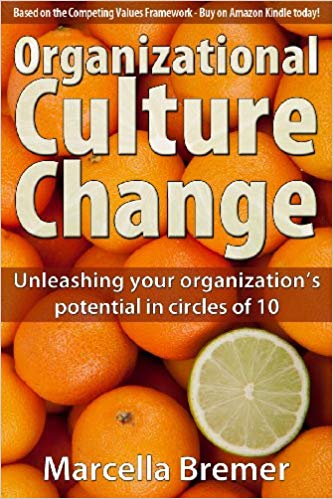 Based on the Competing Values Framework - Buy on Amazon Kindle today!
Organizational
Culture
Change
Unleashing your organization's
potential in circles of 10
Marcella Bremer